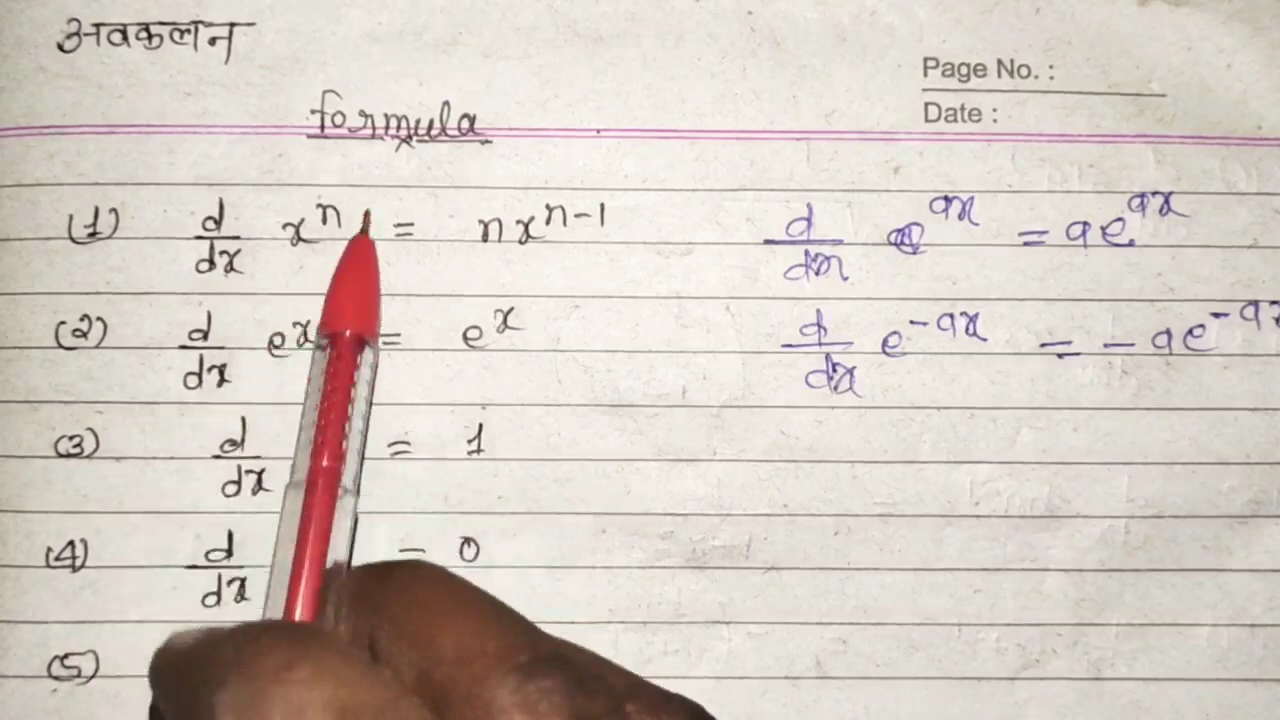 अवकलन
Page No. :
Date :
formula
(1) d/dx x^n = nx^n-1 d/dx e^ax = ae^ax
(2) d/dx e^x = e^x d/dx e^-ax = -ae^-ax
(3) d/dx = 1
(4) d/dx = 0
(5)